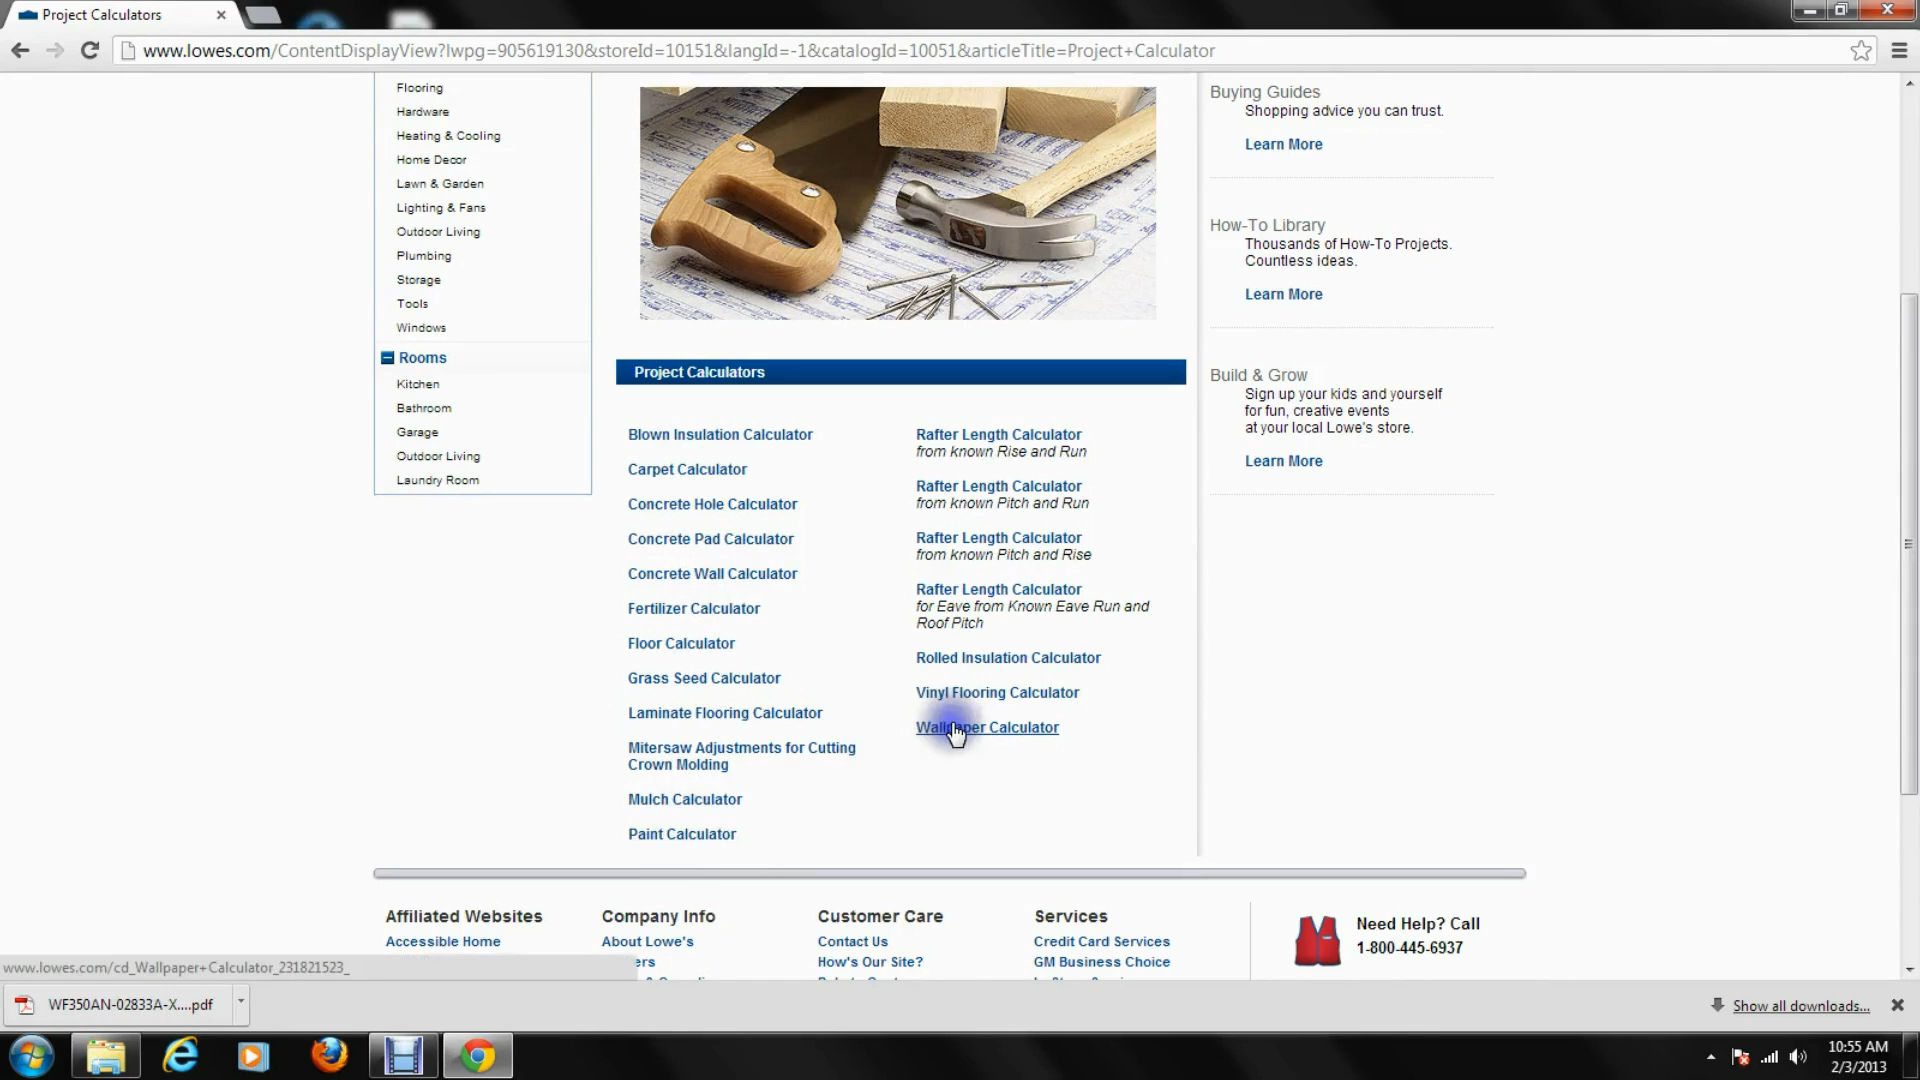 Project Calculators
www.lowes.com/ContentDisplayView?lwpg=905619130&storeId=10151&langId=-1&catalogId=10051&articleTitle=Project+Calculator
Flooring
Hardware
Heating & Cooling
Home Decor
Lawn & Garden
Lighting & Fans
Outdoor Living
Plumbing
Storage
Tools
Windows
Rooms
Kitchen
Bathroom
Garage
Outdoor Living
Laundry Room
Project Calculators
Blown Insulation Calculator
Carpet Calculator
Concrete Hole Calculator
Concrete Pad Calculator
Concrete Wall Calculator
Fertilizer Calculator
Floor Calculator
Grass Seed Calculator
Laminate Flooring Calculator
Mitersaw Adjustments for Cutting
Crown Molding
Mulch Calculator
Paint Calculator
Rafter Length Calculator
from known Rise and Run
Rafter Length Calculator
from known Pitch and Run
Rafter Length Calculator
from known Pitch and Rise
Rafter Length Calculator
for Eave from Known Eave Run and
Roof Pitch
Rolled Insulation Calculator
Vinyl Flooring Calculator
Wallpaper Calculator
Buying Guides
Shopping advice you can trust.
Learn More
How-To Library
Thousands of How-To Projects.
Countless ideas.
Learn More
Build & Grow
Sign up your kids and yourself
for fun, creative events
at your local Lowe's store.
Learn More
Affiliated Websites
Accessible Home
Company Info
About Lowe's
ers
Customer Care
Contact Us
How's Our Site?
Services
Credit Card Services
GM Business Choice
Need Help? Call
1-800-445-6937
www.lowes.com/cd_Wallpaper+Calculator_231821523_
WF350AN-02833A-X....pdf
Show all downloads...
10:55 AM
2/3/2013